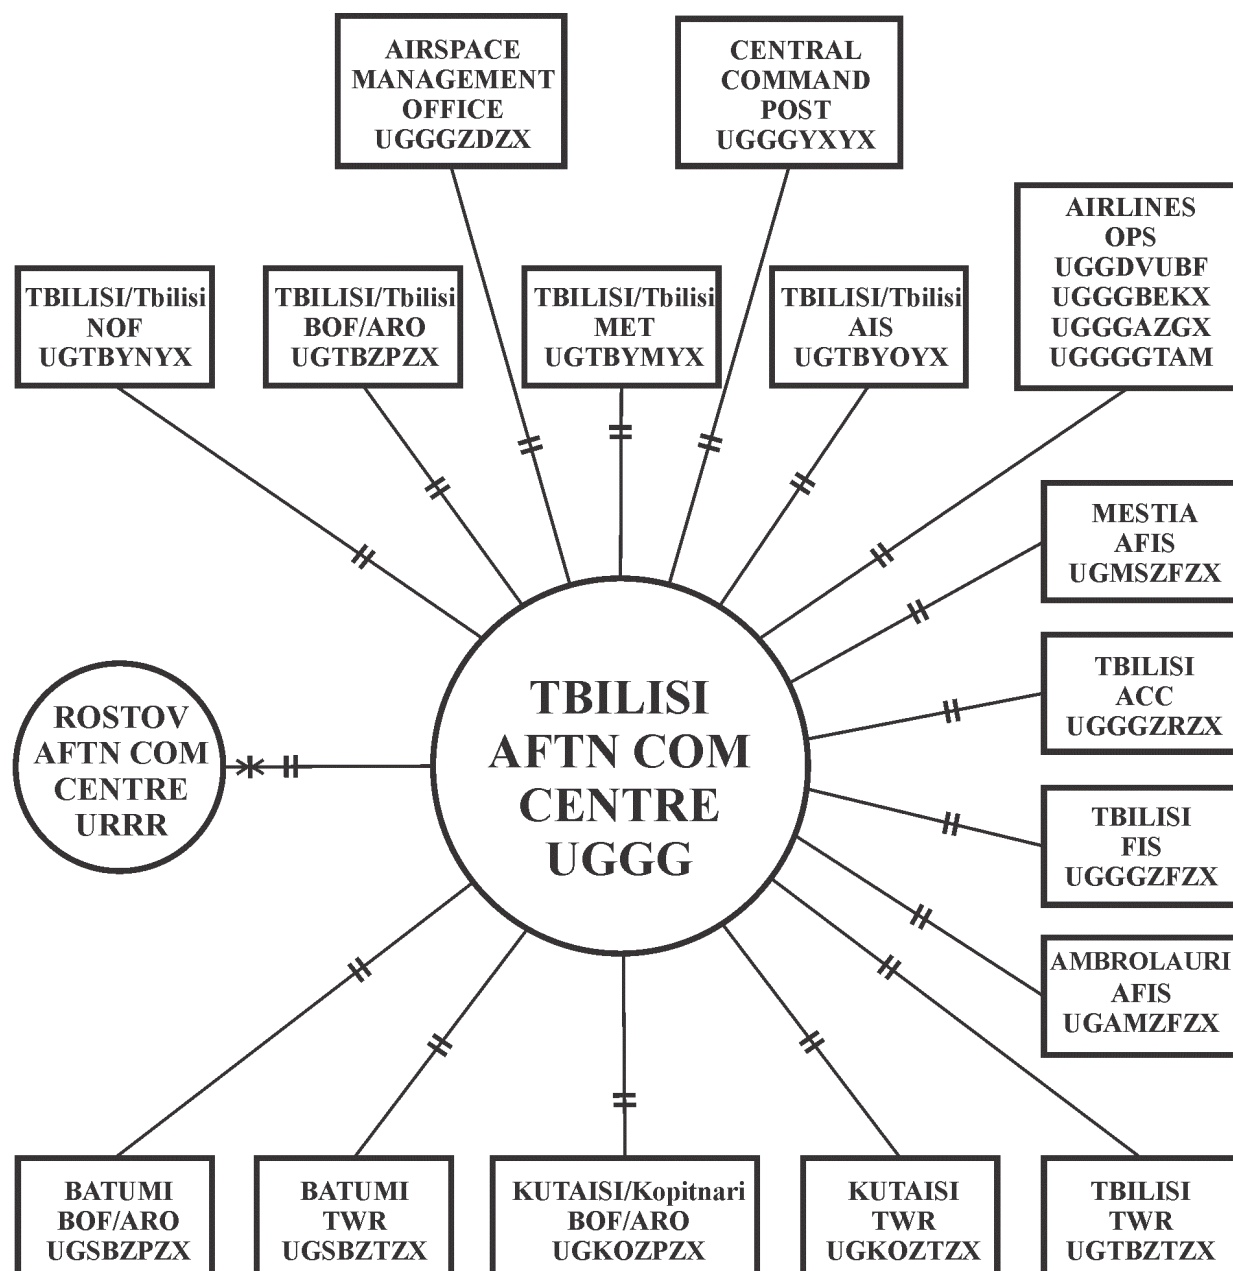 AIRSPACE
MANAGEMENT
OFFICE
UGGGZDZX
CENTRAL
COMMAND
POST
UGGGYXYX
AIRLINES
OPS
UGGDVUBF
UGGGBEKX
UGGGAZGX
UGGGGTAM
TBILISI/Tbilisi
NOF
UGTBYNYX
TBILISI/Tbilisi
BOF/ARO
UGTBZPZX
TBILISI/Tbilisi
MET
UGTBYMYX
TBILISI/Tbilisi
AIS
UGTBYOYX
MESTIA
AFIS
UGMSZFZX
TBILISI
ACC
UGGGZRZX
TBILISI
FIS
UGGGZFZX
AMBROLAURI
AFIS
UGAMZFZX
ROSTOV
AFTN COM
CENTRE
URRR
TBILISI
AFTN COM
CENTRE
UGGG
BATUMI
BOF/ARO
UGSBZPZX
BATUMI
TWR
UGSBZTZX
KUTAISI/Kopitnari
BOF/ARO
UGKOZPZX
KUTAISI
TWR
UGKOZTZX
TBILISI
TWR
UGTBZTZX